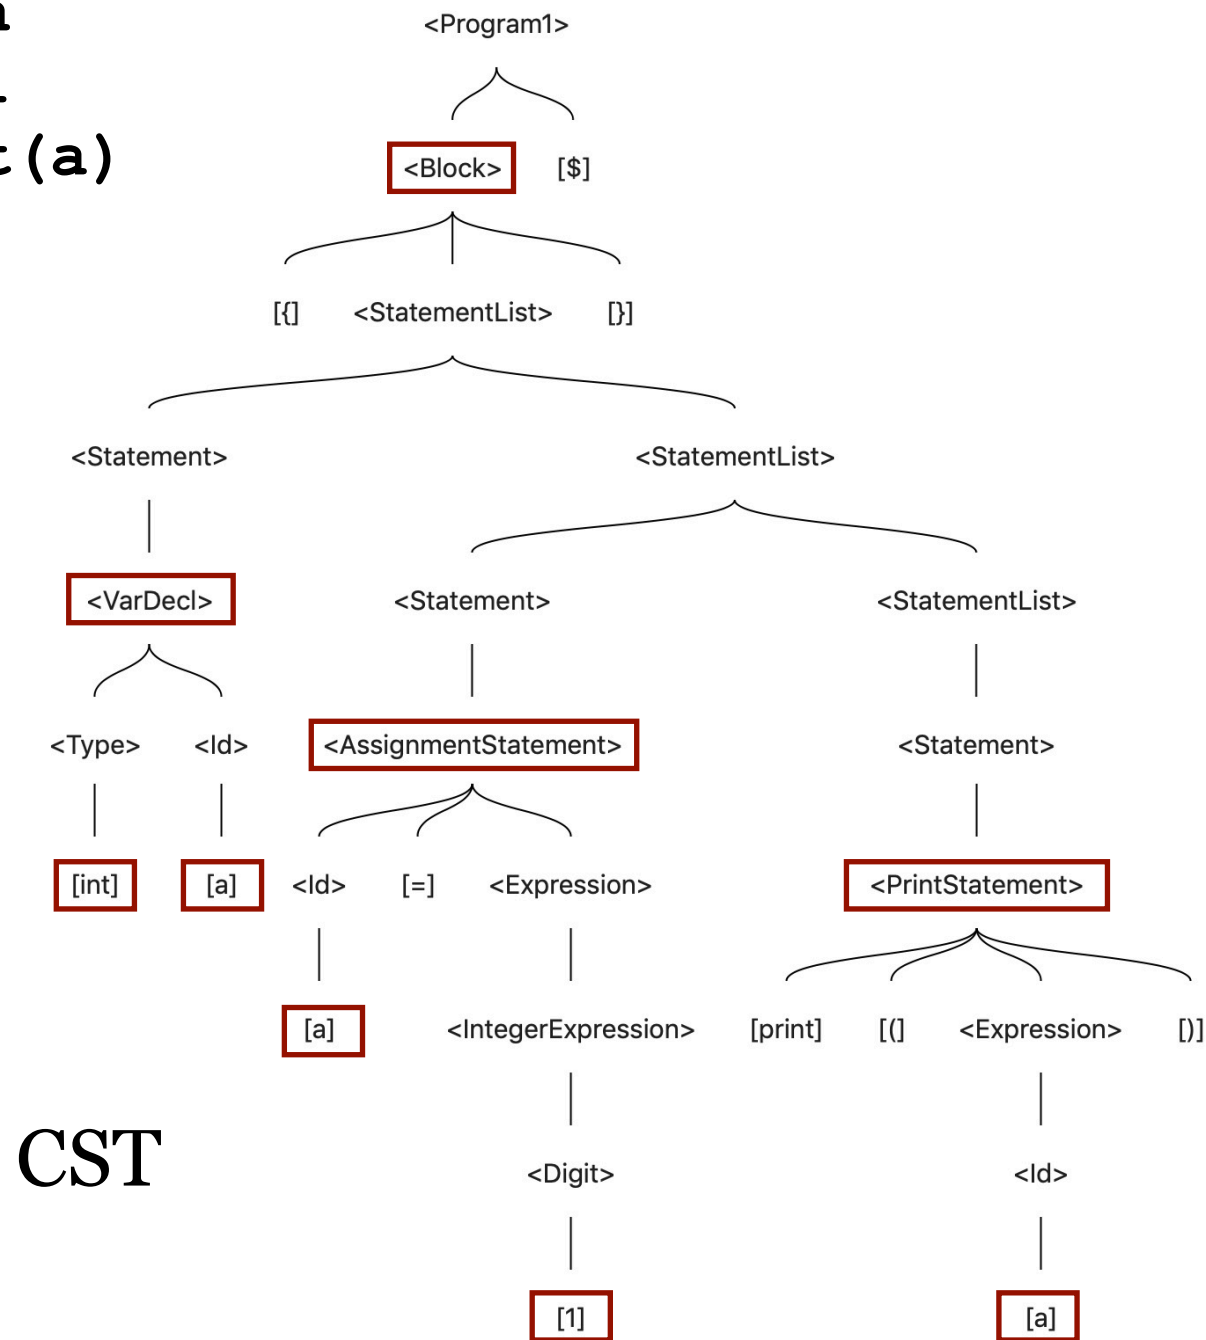 <Program1>
t(a)
<Block> [$]
[{] <StatementList> [}]
<Statement> <StatementList>
<VarDecl> <Statement> <StatementList>
<Type> <Id> <AssignmentStatement> <Statement>
[int] [a] <Id> [=] <Expression> <PrintStatement>
[a] <IntegerExpression> [print] [(] <Expression> [)]
CST
<Digit> <Id>
[1] [a]